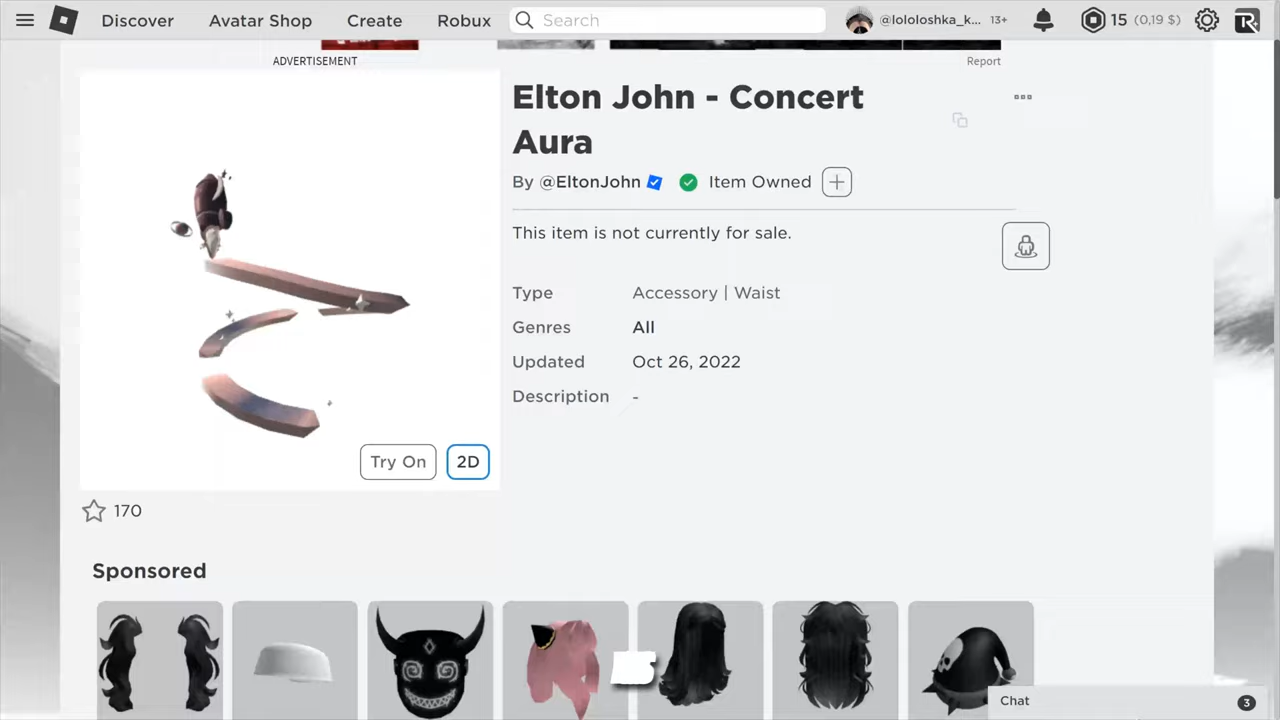 Discover
Avatar Shop
Create
Robux
Search
@lololoshka_k...
13+
15 (0,19 $)
ADVERTISEMENT
Report
Elton John - Concert
Aura
By @EltonJohn
Item Owned
This item is not currently for sale.
Type
Accessory | Waist
Genres
All
Updated
Oct 26, 2022
Description
-
Try On
2D
170
Sponsored
Chat
3